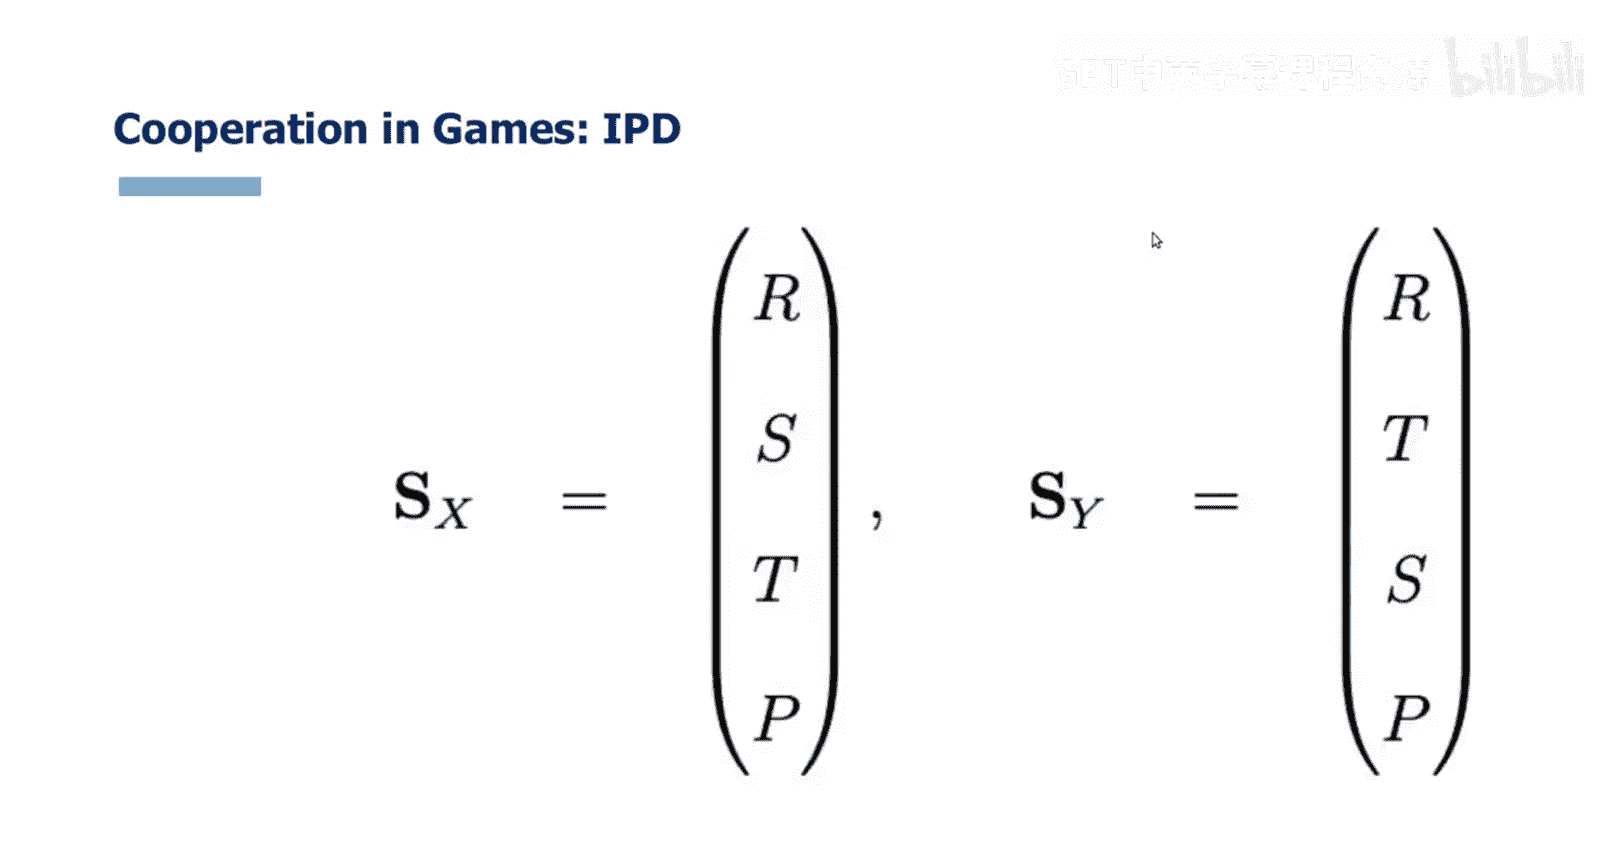 bilibili
Cooperation in Games: IPD
S_X = (R S T P), S_Y = (R T S P)